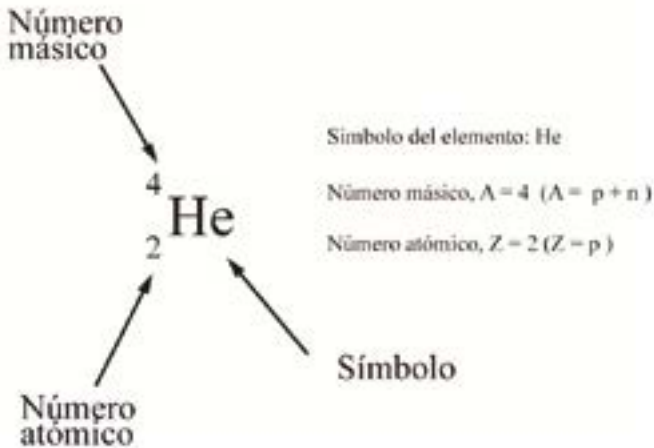 Número
másico
Símbolo del elemento: He
4
Número másico, A = 4 (A = p + n )
He
2
Número atómico, Z = 2 (Z = p )
Símbolo
Número
atómico